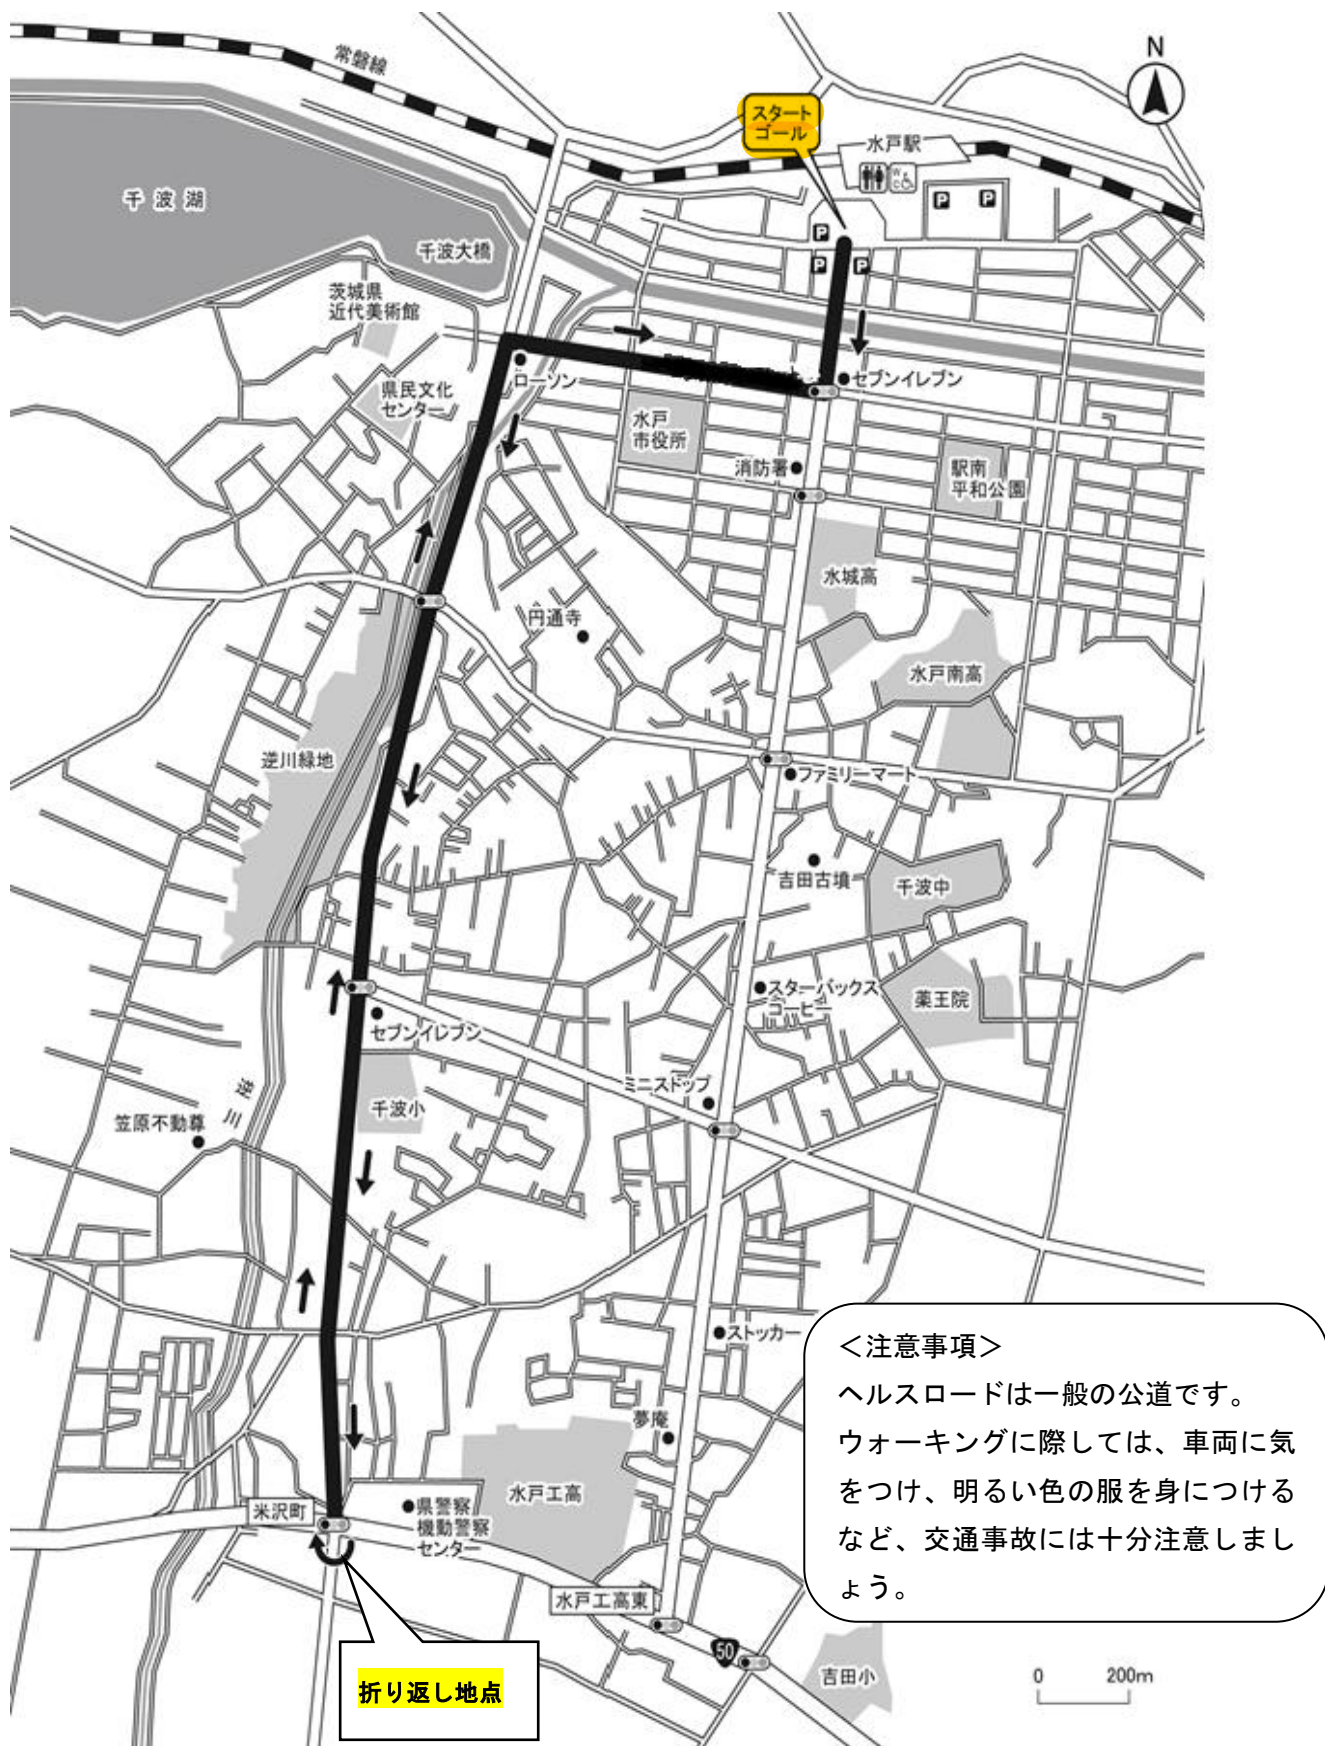 常磐線
N
スタート
ゴール
水戸駅
W
C
P
P
千波湖
P
千波大橋
P
P
茨城県
近代美術館
ローソン
セブンイレブン
県民文化
センター
水戸
市役所
消防署
駅南
平和公園
水城高
円通寺
水戸南高
逆川緑地
ファミリーマート
吉田古墳
千波中
スターバックス
コーヒー
薬王院
セブンイレブン
ミニストップ
千波小
逆川
笠原不動尊
ストッカー
<注意事項>
ヘルスロードは一般の公道です。
ウォーキングに際しては、車両に気
をつけ、明るい色の服を身につける
など、交通事故には十分注意しまし
ょう。
夢庵
水戸工高
米沢町
県警察
機動警察
センター
水戸工高東
50
折り返し地点
吉田小
0 200m